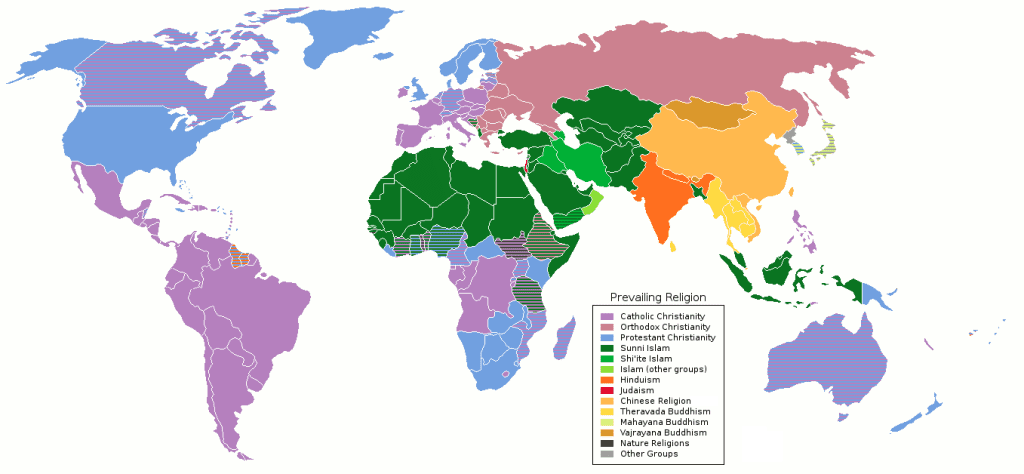 Prevailing Religion
Catholic Christianity
Orthodox Christianity
Protestant Christianity
Sunni Islam
Shi'ite Islam
Islam (other groups)
Hinduism
Judaism
Chinese Religion
Theravada Buddhism
Mahayana Buddhism
Vajrayana Buddhism
Nature Religions
Other Groups